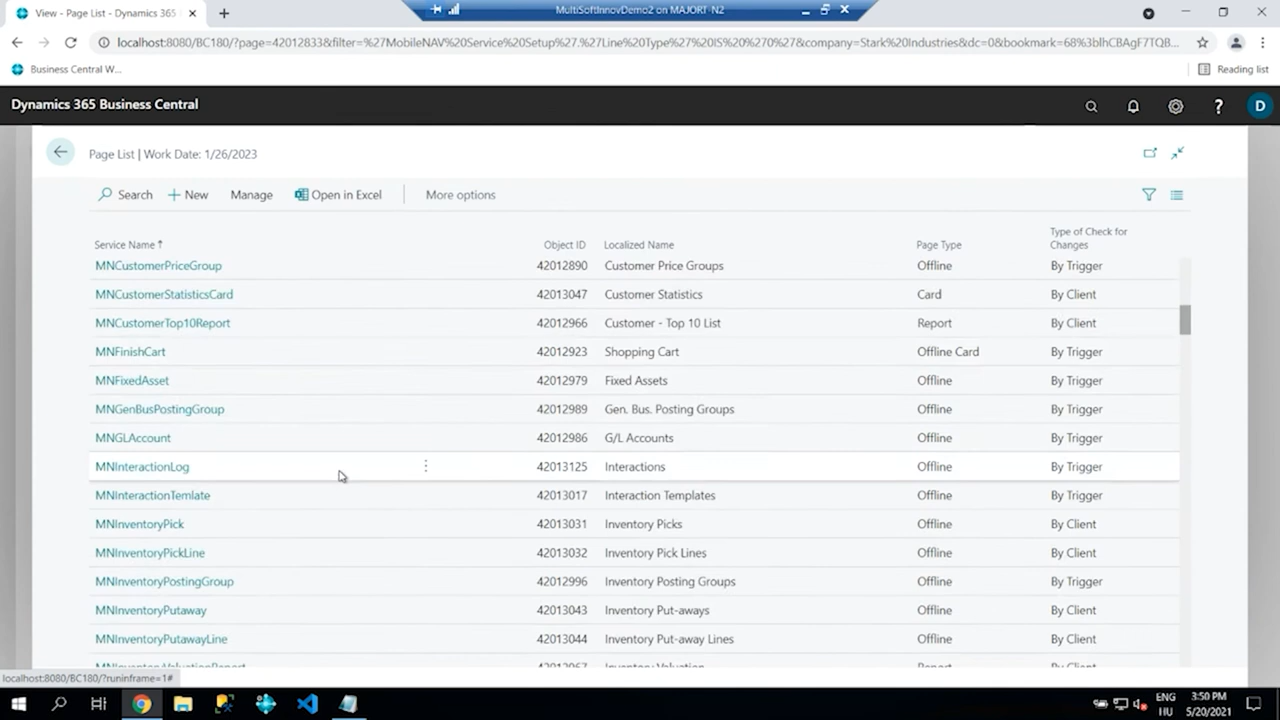 View - Page List - Dynamics 365
MultiSoftInnovDemo2 on MAJORT-N2
localhost:8080/BC180/?page=42012833&filter=%27MobileNAV%20Service%20Setup%27.%27Line%20Type%27%20IS%20%270%27&company=Stark%20Industries&dc=0&bookmark=68%3blhCBAgF7TQB...
Business Central W...
Reading list
Dynamics 365 Business Central
?
D
Page List | Work Date: 1/26/2023
Search New Manage Open in Excel More options
Service Name Object ID Localized Name Page Type Type of Check for Changes
MNCustomerPriceGroup 42012890 Customer Price Groups Offline By Trigger
MNCustomerStatisticsCard 42013047 Customer Statistics Card By Client
MNCustomerTop10Report 42012966 Customer - Top 10 List Report By Client
MNFinishCart 42012923 Shopping Cart Offline Card By Trigger
MNFixedAsset 42012979 Fixed Assets Offline By Trigger
MNGenBusPostingGroup 42012989 Gen. Bus. Posting Groups Offline By Trigger
MNGLAccount 42012986 G/L Accounts Offline By Trigger
MNInteractionLog 42013125 Interactions Offline By Trigger
MNInteractionTemlate 42013017 Interaction Templates Offline By Trigger
MNInventoryPick 42013031 Inventory Picks Offline By Client
MNInventoryPickLine 42013032 Inventory Pick Lines Offline By Client
MNInventoryPostingGroup 42012996 Inventory Posting Groups Offline By Trigger
MNInventoryPutaway 42013043 Inventory Put-aways Offline By Client
MNInventoryPutawayLine 42013044 Inventory Put-away Lines Offline By Client
MNInventoryValuationReport 42012967 Inventory Valuation Report By Client
localhost:8080/BC180/?runinframe=1#
ENG
HU
3:50 PM
5/20/2021